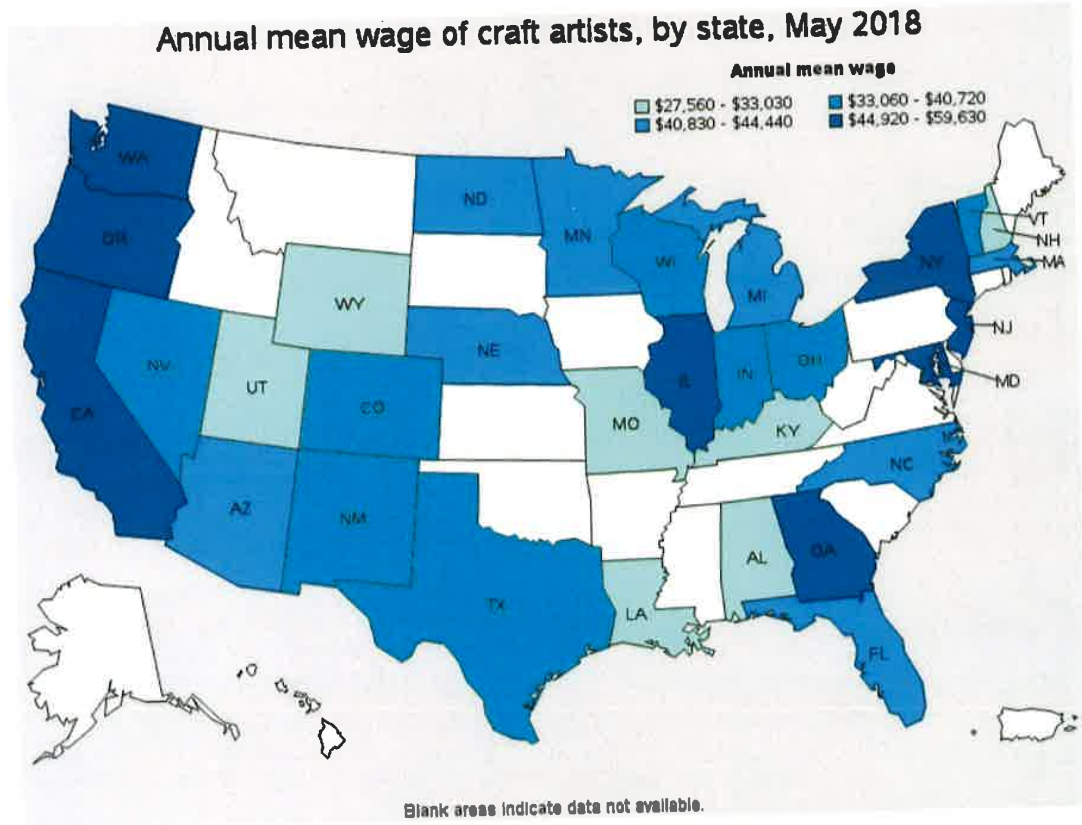 Annual mean wage of craft artists, by state, May 2018
Annual mean wage
$27,560 - $33,030 $33,060 - $40,720
$40,830 - $44,440 $44,920 - $59,630
WA
ND
VT
OR
MN
NH
WI
NY
MA
MI
WY
NJ
NE
OH
NV
IN
MD
UT
IL
CO
CA
MO
KY
NC
AZ
NM
GA
AL
TX
LA
FL
Blank areas indicate data not available.